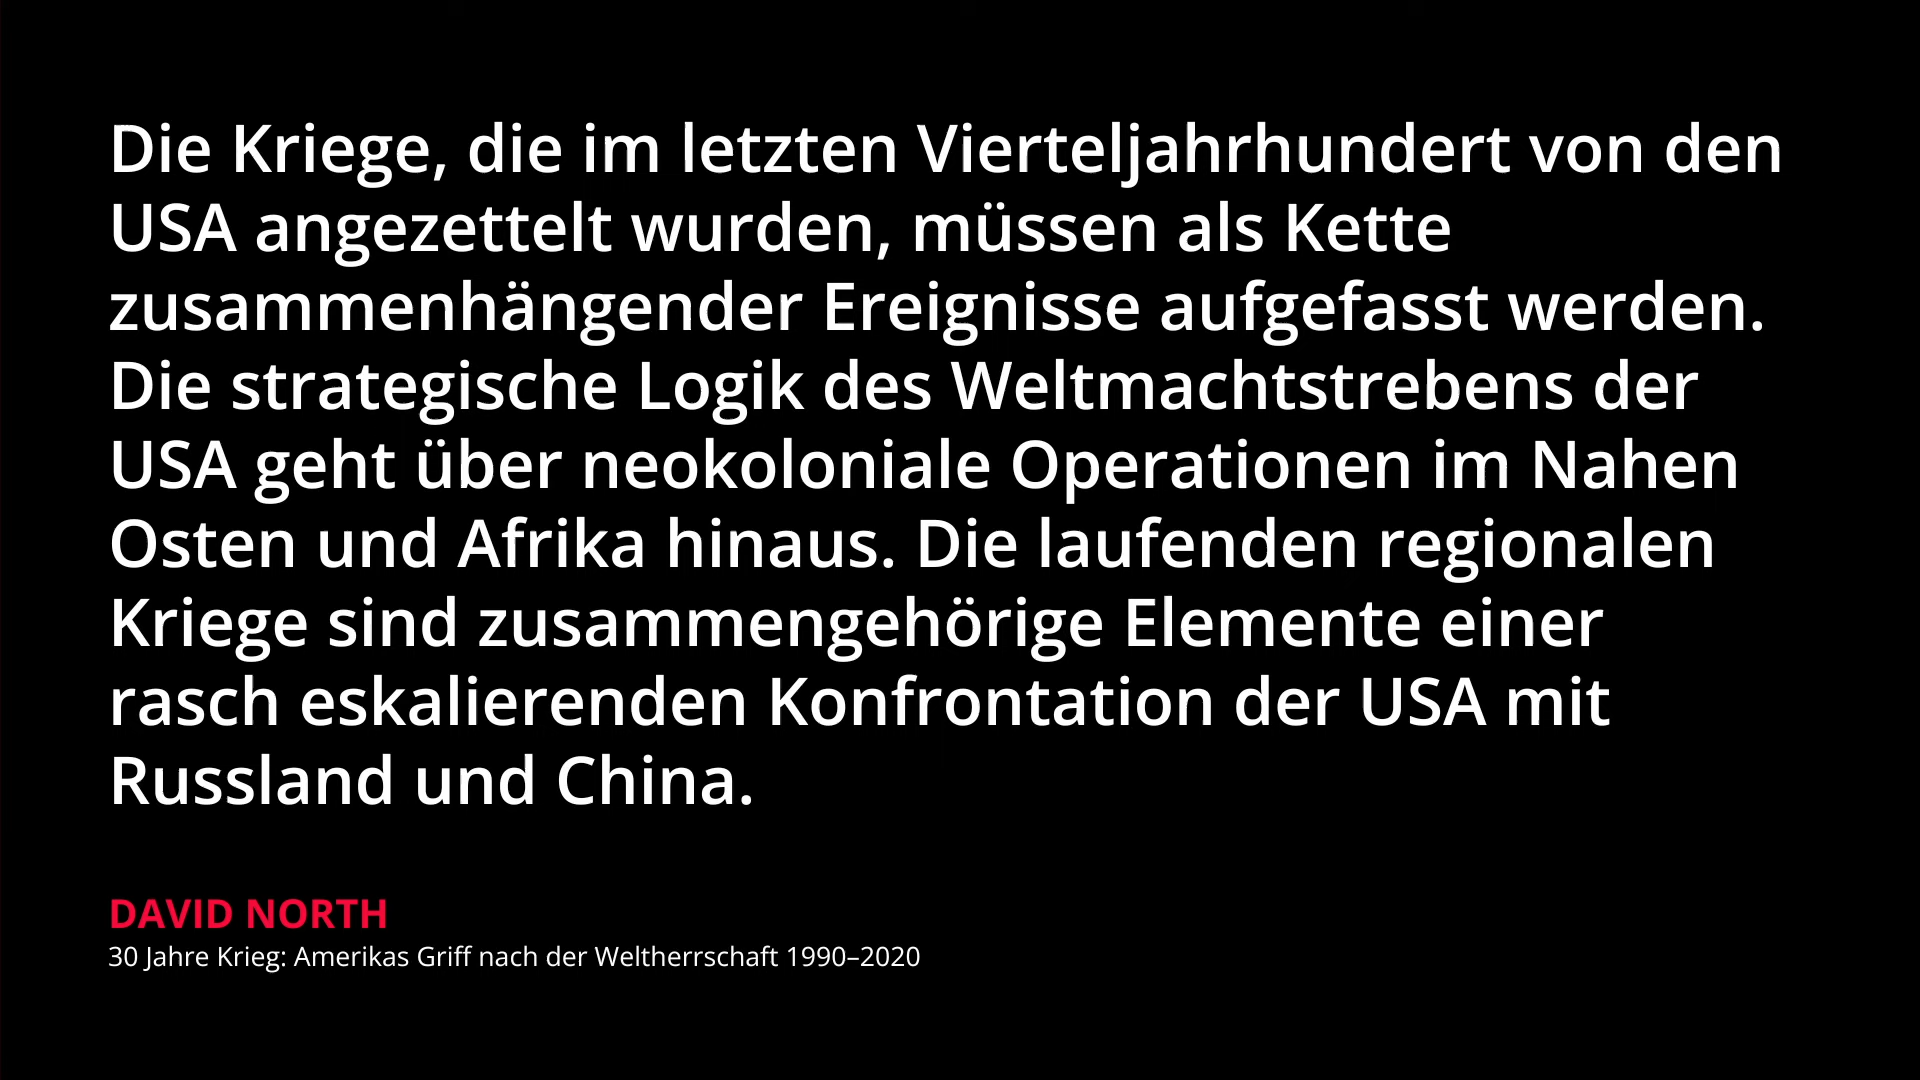 Die Kriege, die im letzten Vierteljahrhundert von den
USA angezettelt wurden, müssen als Kette
zusammenhängender Ereignisse aufgefasst werden.
Die strategische Logik des Weltmachtstrebens der
USA geht über neokoloniale Operationen im Nahen
Osten und Afrika hinaus. Die laufenden regionalen
Kriege sind zusammengehörige Elemente einer
rasch eskalierenden Konfrontation der USA mit
Russland und China.
DAVID NORTH
30 Jahre Krieg: Amerikas Griff nach der Weltherrschaft 1990–2020